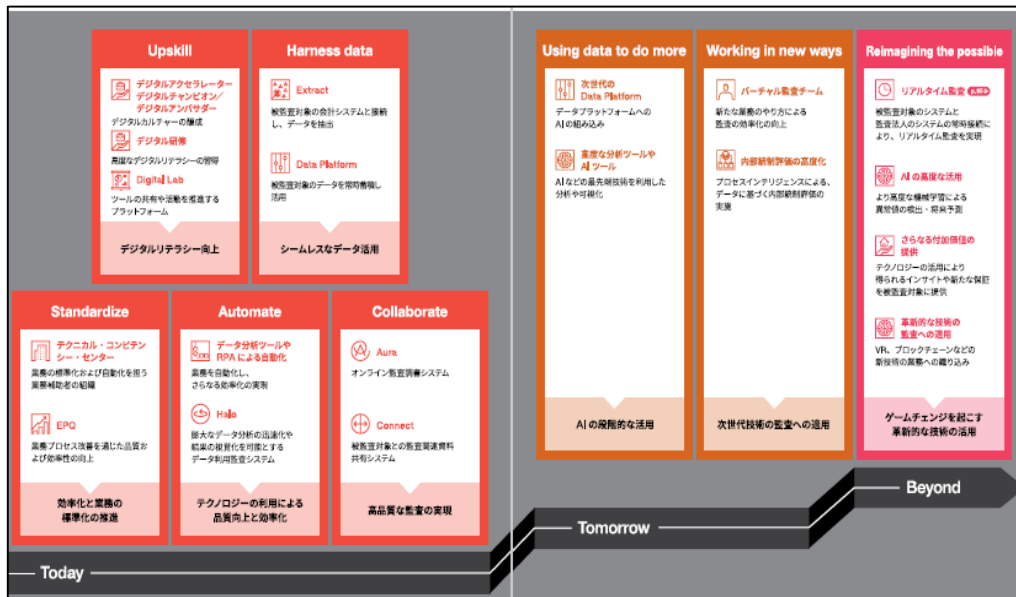 Upskill
デジタルアクセラレーター
デジタルチャンピオン／
デジタルアンバサダー
デジタルカルチャーの醸成
デジタル研修
高度なデジタルリテラシーの習得
Digital Lab
ツールの共有や活動を推進する
プラットフォーム
デジタルリテラシー向上
Harness data
Extract
被監査対象の会計システムと接続
し、データを抽出
Data Platform
被監査対象のデータを常時蓄積し
活用
シームレスなデータ活用
Standardize
テクニカル・コンピテン
シー・センター
業務の標準化および自動化を担う
業務補助者の組織
EPQ
業務プロセス改善を通じた品質お
よび効率性の向上
効率化と業務の
標準化の推進
Automate
データ分析ツールや
RPAによる自動化
業務を自動化し、
さらなる効率化の実現
Halo
膨大なデータ分析の迅速化や
結果の視覚化を可能とする
データ利用監査システム
テクノロジーの利用による
品質向上と効率化
Collaborate
Aura
オンライン監査調書システム
Connect
被監査対象との監査関連資料
共有システム
高品質な監査の実現
Using data to do more
次世代の
Data Platform
データプラットフォームへの
AIの組み込み
高度な分析ツールや
AIツール
AIなどの最先端技術を利用した
分析や可視化
AIの段階的な活用
Working in new ways
バーチャル監査チーム
新たな業務のやり方による
監査の効率化の向上
内部統制評価の高度化
プロセスインテリジェンスによる、
データに基づく内部統制評価の
実施
次世代技術の監査への適用
Reimagining the possible
リアルタイム監査
被監査対象のシステムと
監査法人のシステムの常時接続に
より、リアルタイム監査を実現
AIの高度な活用
より高度な機械学習による
異常値の検出・将来予測
さらなる付加価値の
提供
テクノロジーの活用により
得られるインサイトや新たな保証
を被監査対象に提供
革新的な技術の
監査への適用
VR、ブロックチェーンなどの
新技術の業務への織り込み
ゲームチェンジを起こす
革新的な技術の活用
Today
Tomorrow
Beyond